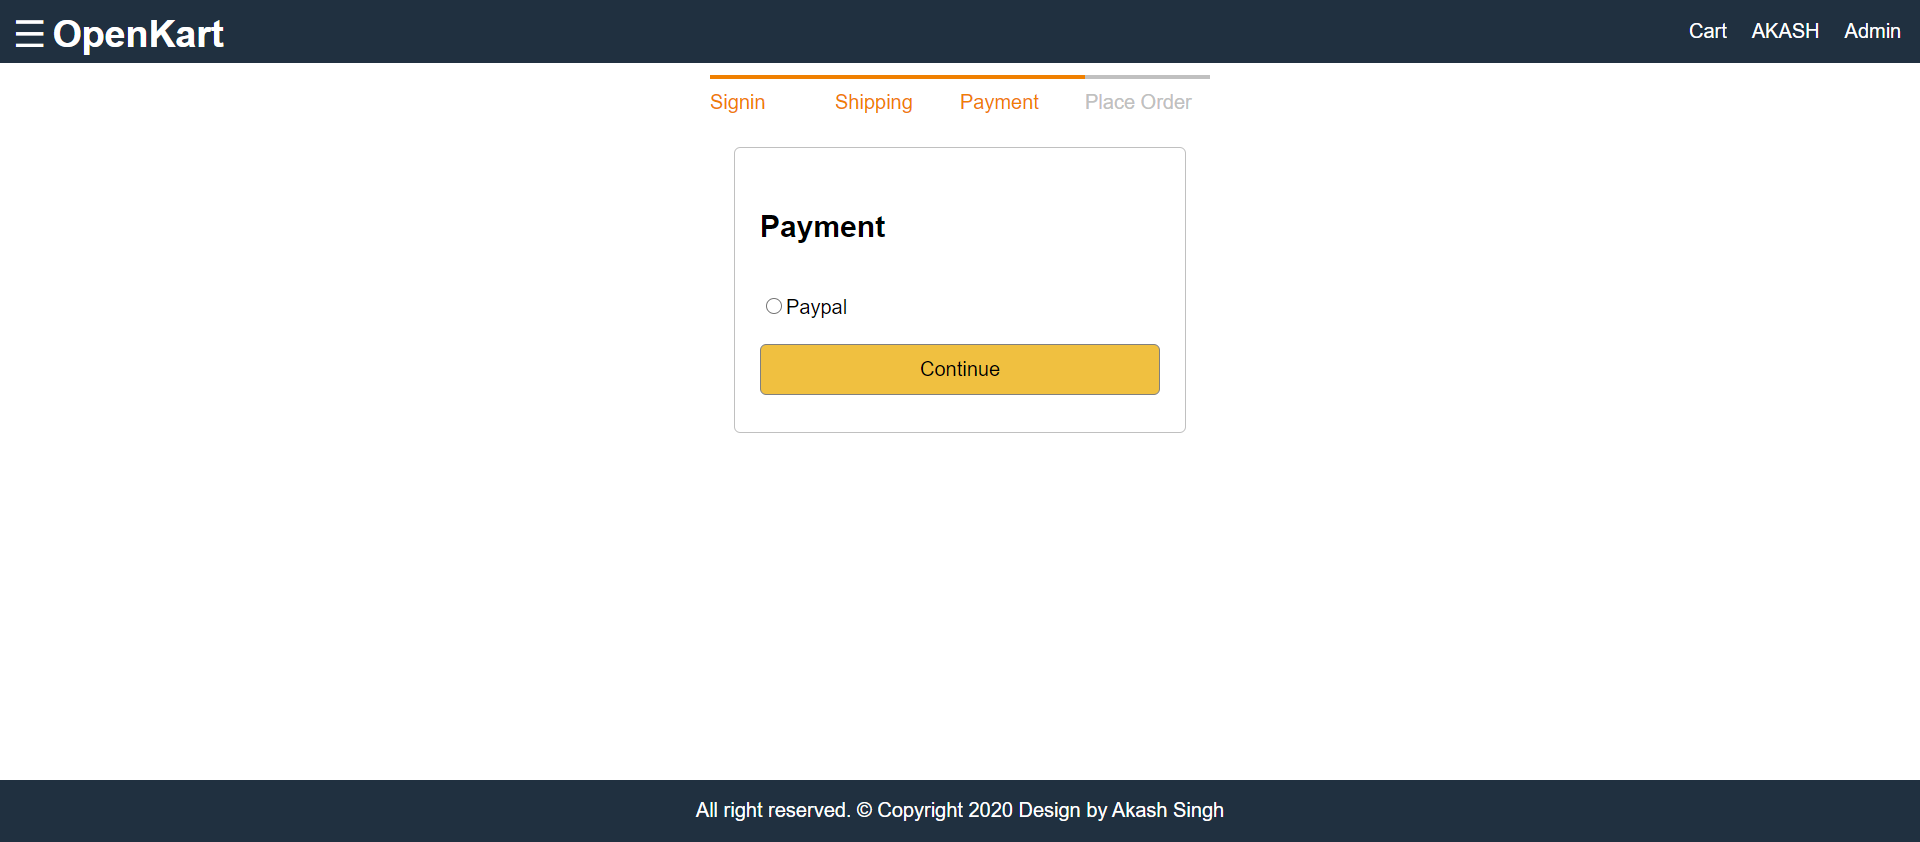 ☰ OpenKart
Cart AKASH Admin
Signin Shipping Payment Place Order
Payment
Paypal
Continue
All right reserved. © Copyright 2020 Design by Akash Singh